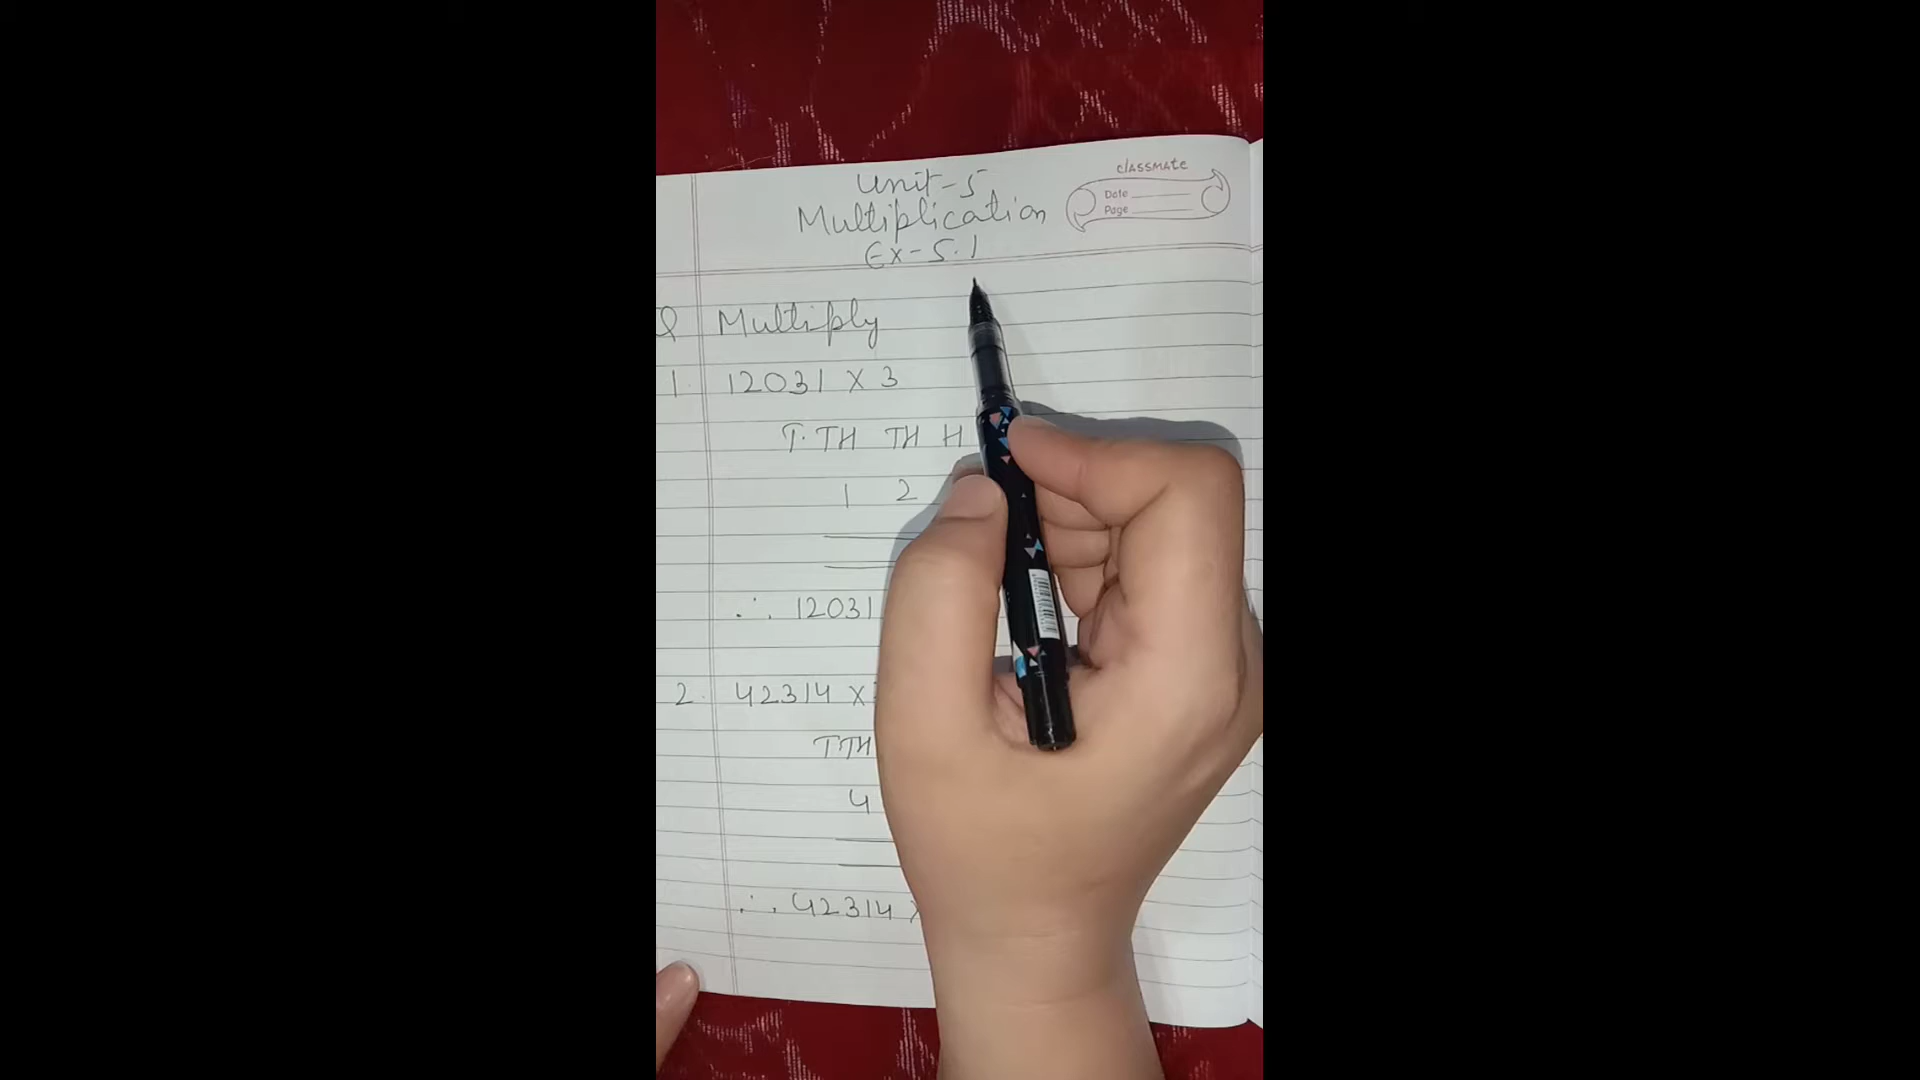 Unit-5
classmate
Date
Page
Multiplication
Ex-5.1
Q Multiply
1. 12031 X 3
T.TH TH H
1 2
∴ 12031
2. 42314 X
TTH
4
∴ 42314 X